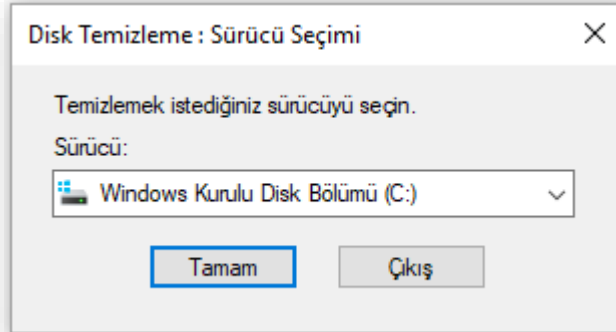 Disk Temizleme : Sürücü Seçimi
Temizlemek istediğiniz sürücüyü seçin.
Sürücü:
Windows Kurulu Disk Bölümü (C:)
Tamam
Çıkış